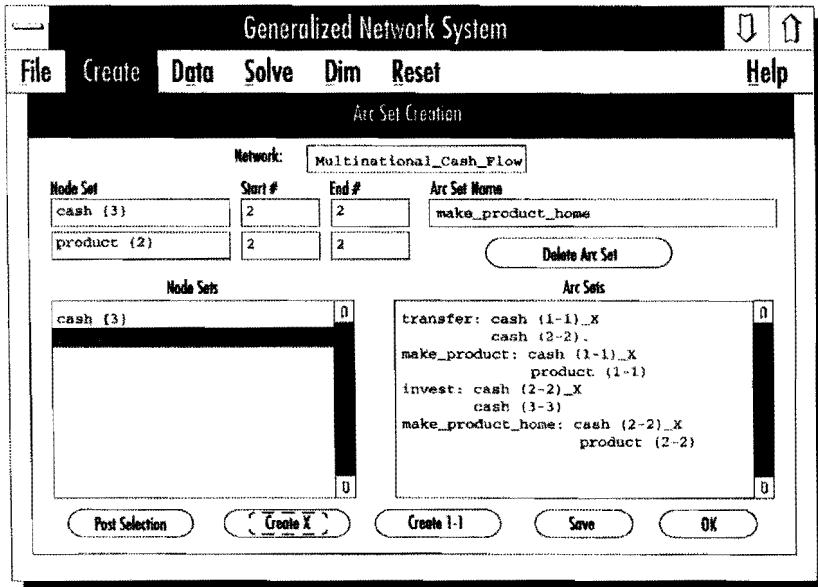 Generalized Network System
File Create Data Solve Dim Reset Help
Arc Set Creation
Network: Multinational_Cash_Flow
Node Set Start # End # Arc Set Name
cash {3} 2 2 make_product_home
product {2} 2 2 Delete Arc Set
Node Sets
cash {3}
Arc Sets
transfer: cash (1-1)_X
cash (2-2).
make_product: cash (1-1)_X
product (1-1)
invest: cash (2-2)_X
cash (3-3)
make_product_home: cash (2-2)_X
product (2-2)
Post Selection Create X Create 1-1 Save OK